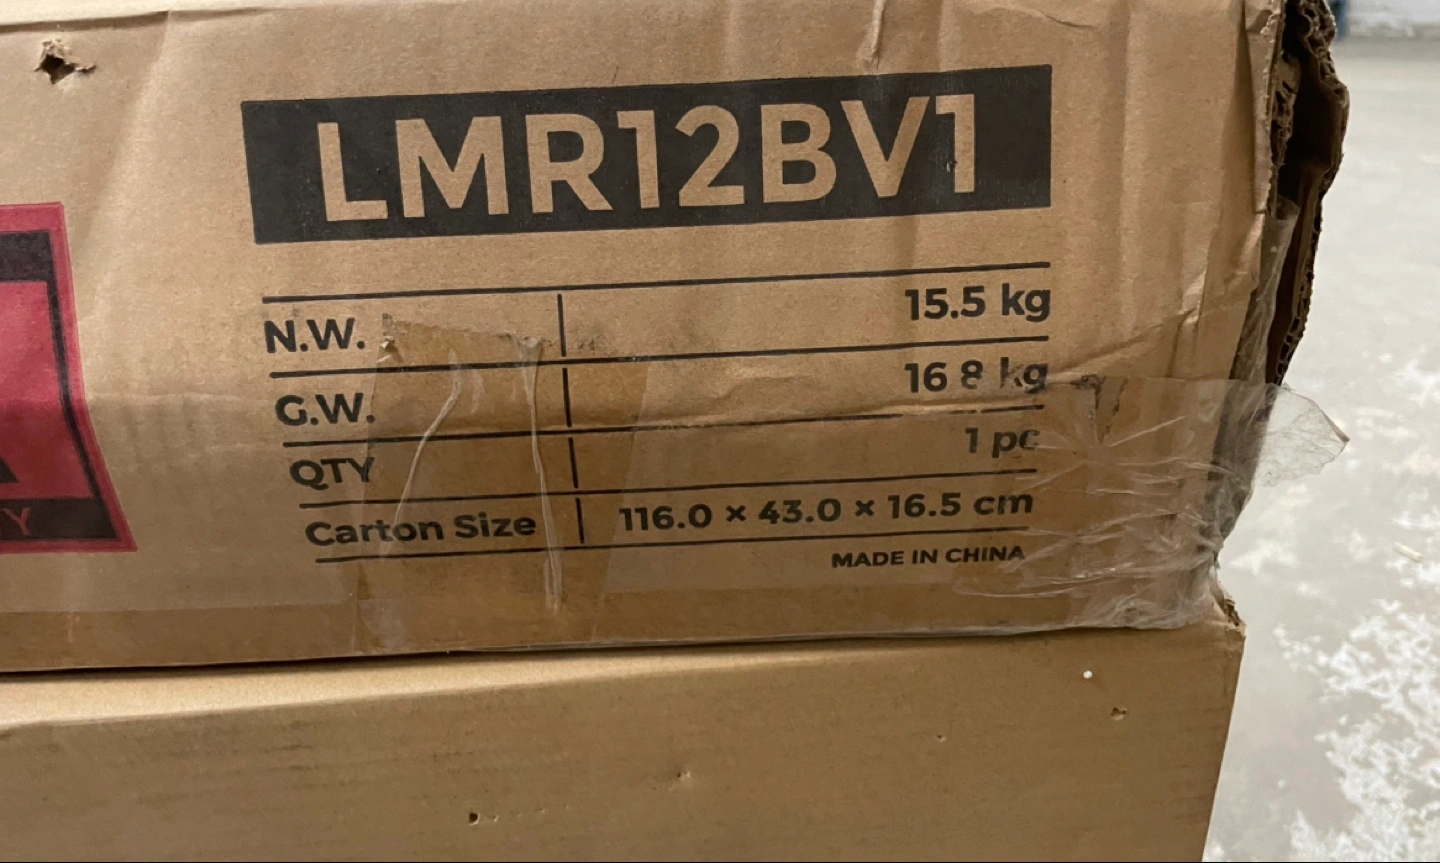 LMR12BV1
N.W. 15.5 kg
G.W. 16 8 kg
QTY 1 pc
Carton Size 116.0 × 43.0 × 16.5 cm
MADE IN CHINA